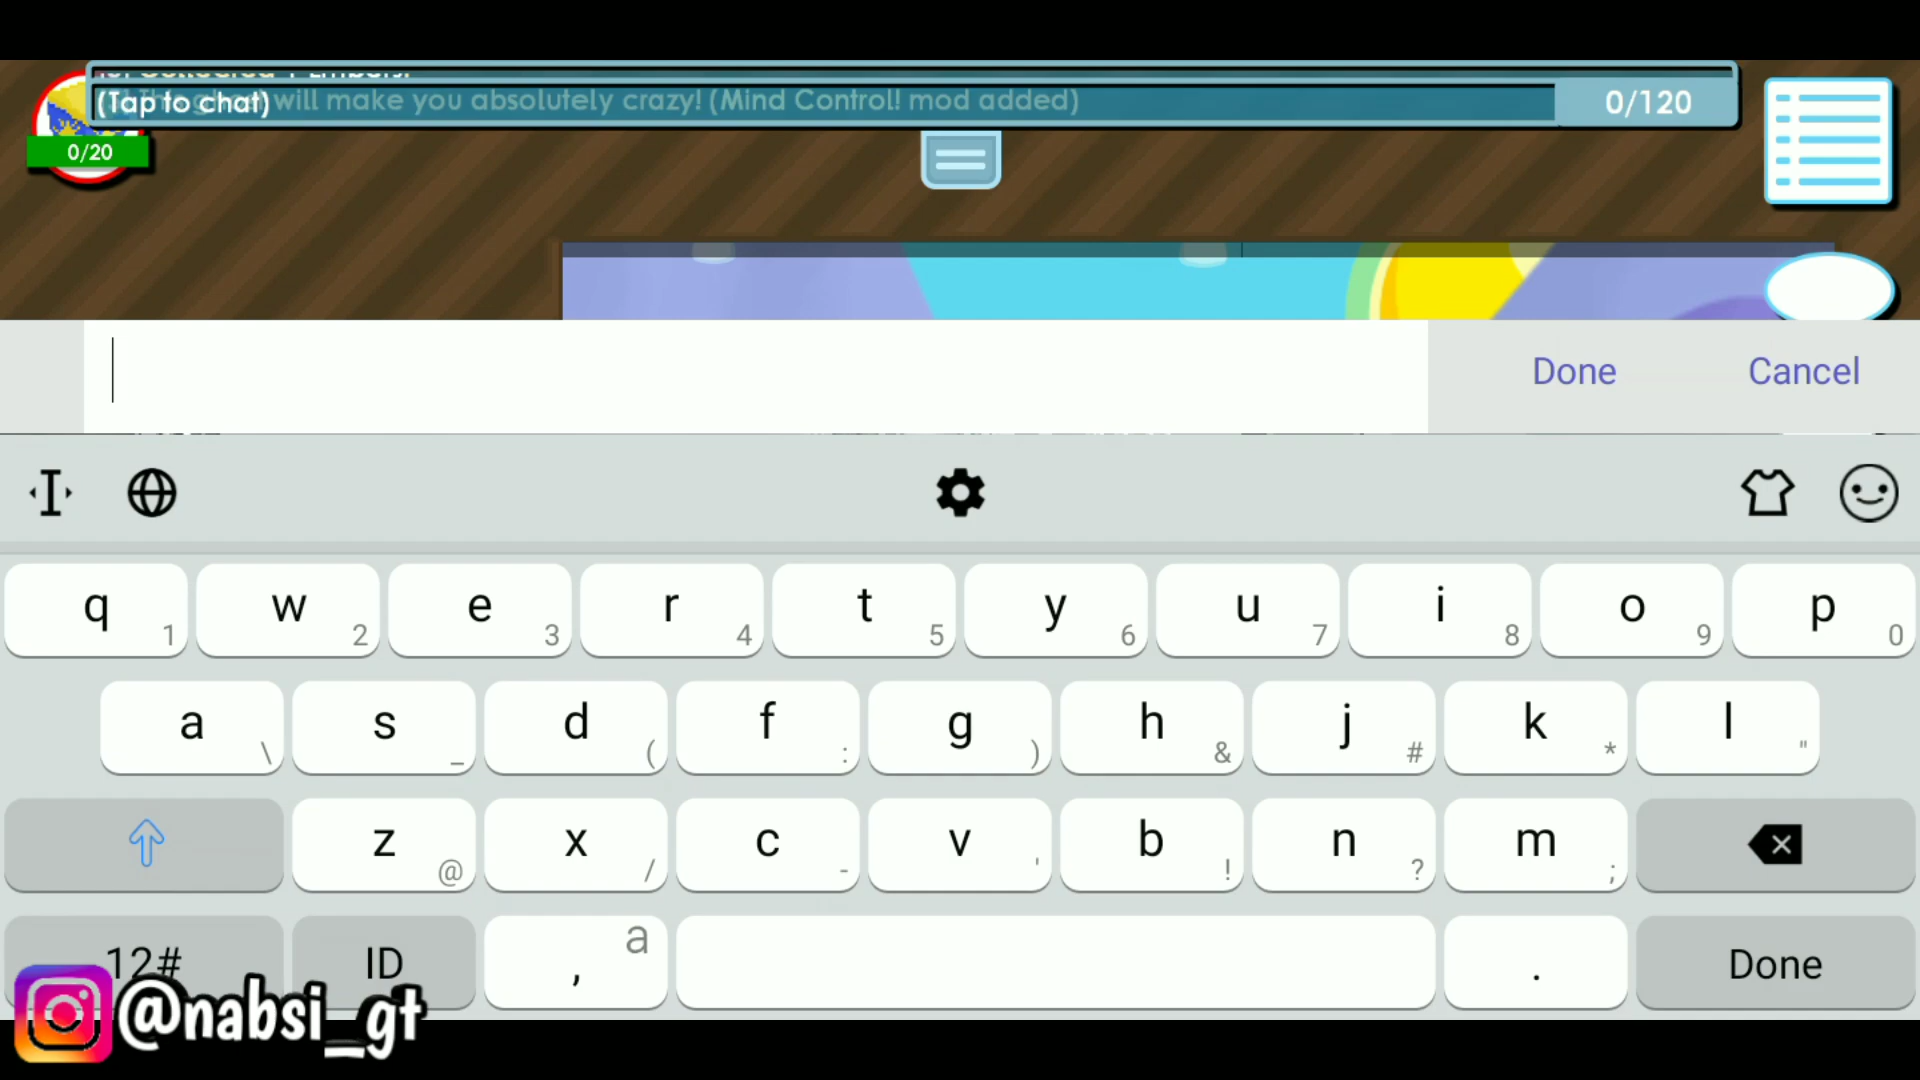 Collected
(Tap to chat) will make you absolutely crazy! (Mind Control! mod added)
0/120
0/20
Done
Cancel
q 1 w 2 e 3 r 4 t 5 y 6 u 7 i 8 o 9 p 0
a \ s _ d ( f : g ) h & j # k * l "
z @ x / c - v ' b ! n ? m ;
12# ID , a . Done
@nabsi_gt